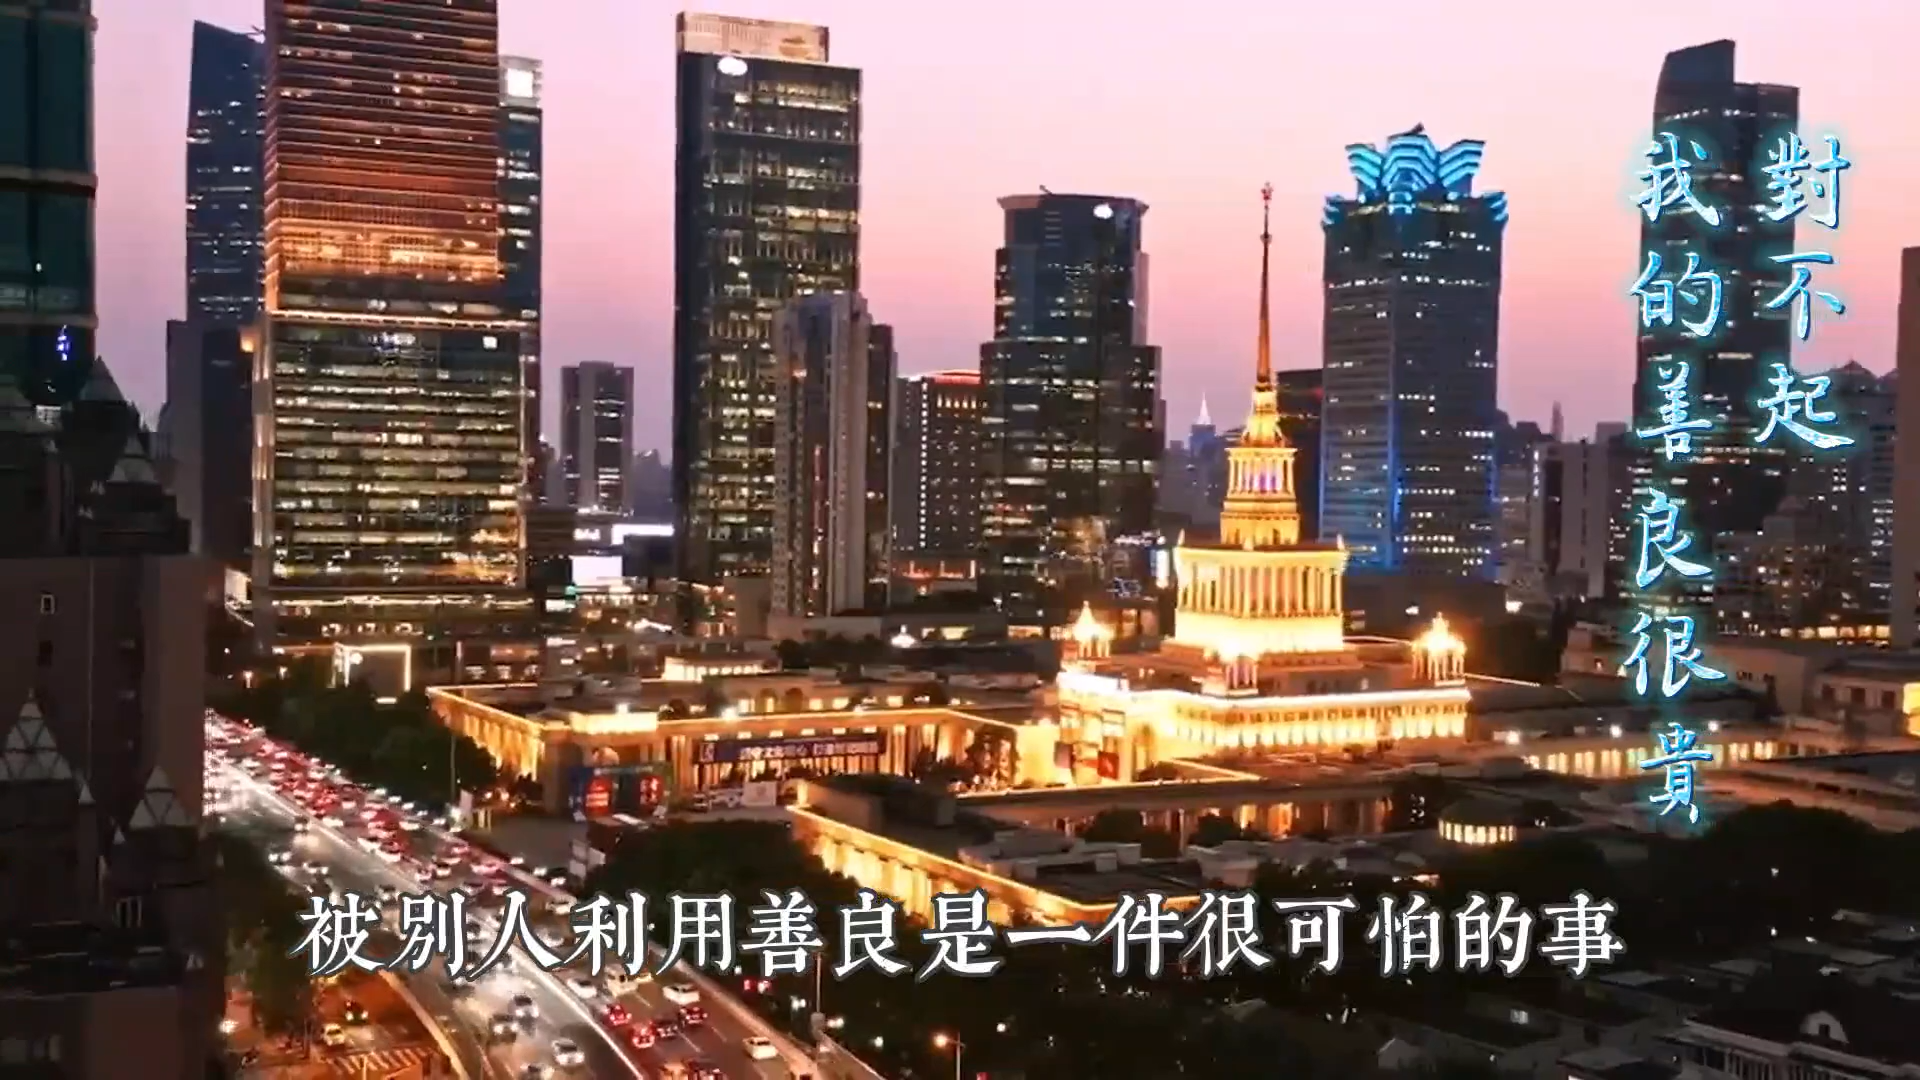 對不起
我的善良很貴
被別人利用善良是一件很可怕的事